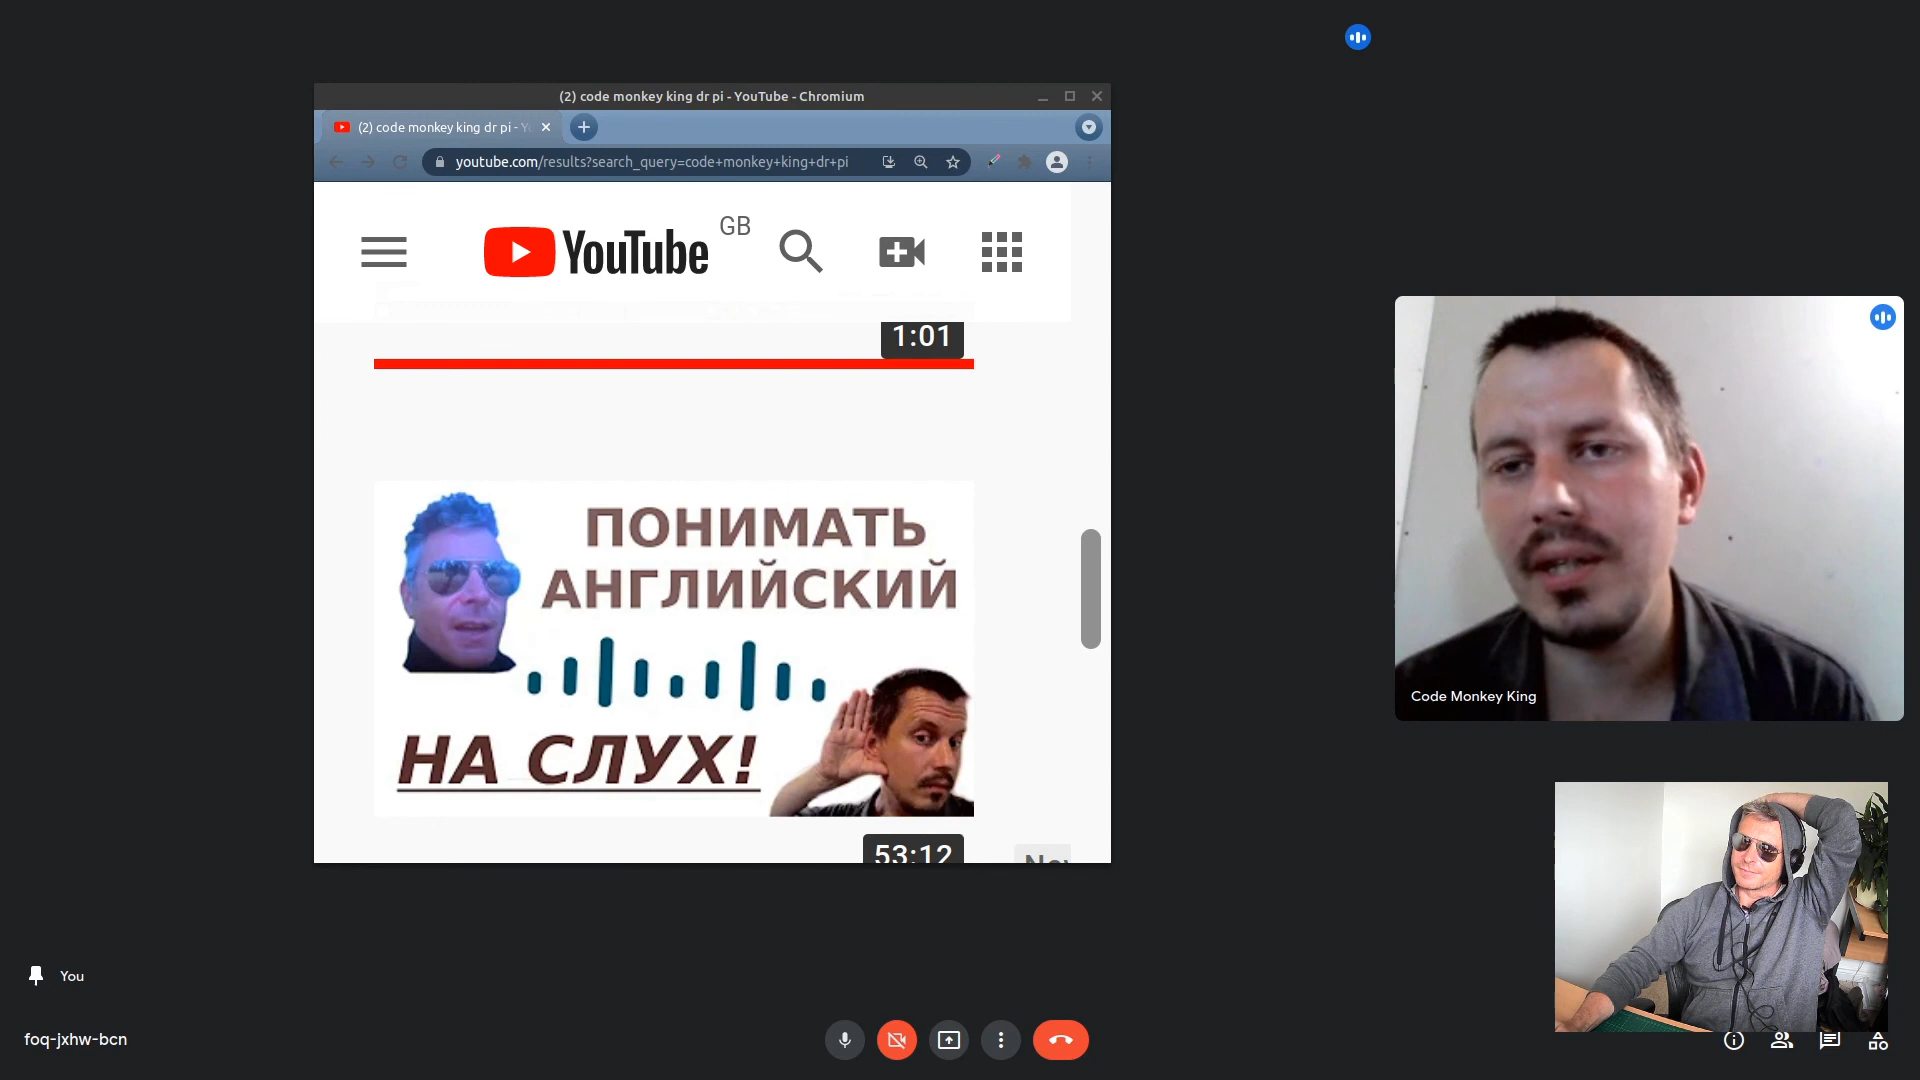 (2) code monkey king dr pi - YouTube - Chromium
(2) code monkey king dr pi - Y
youtube.com/results?search_query=code+monkey+king+dr+pi
YouTube GB
1:01
ПОНИМАТЬ
АНГЛИЙСКИЙ
НА СЛУХ!
53:12
Code Monkey King
You
foq-jxhw-bcn